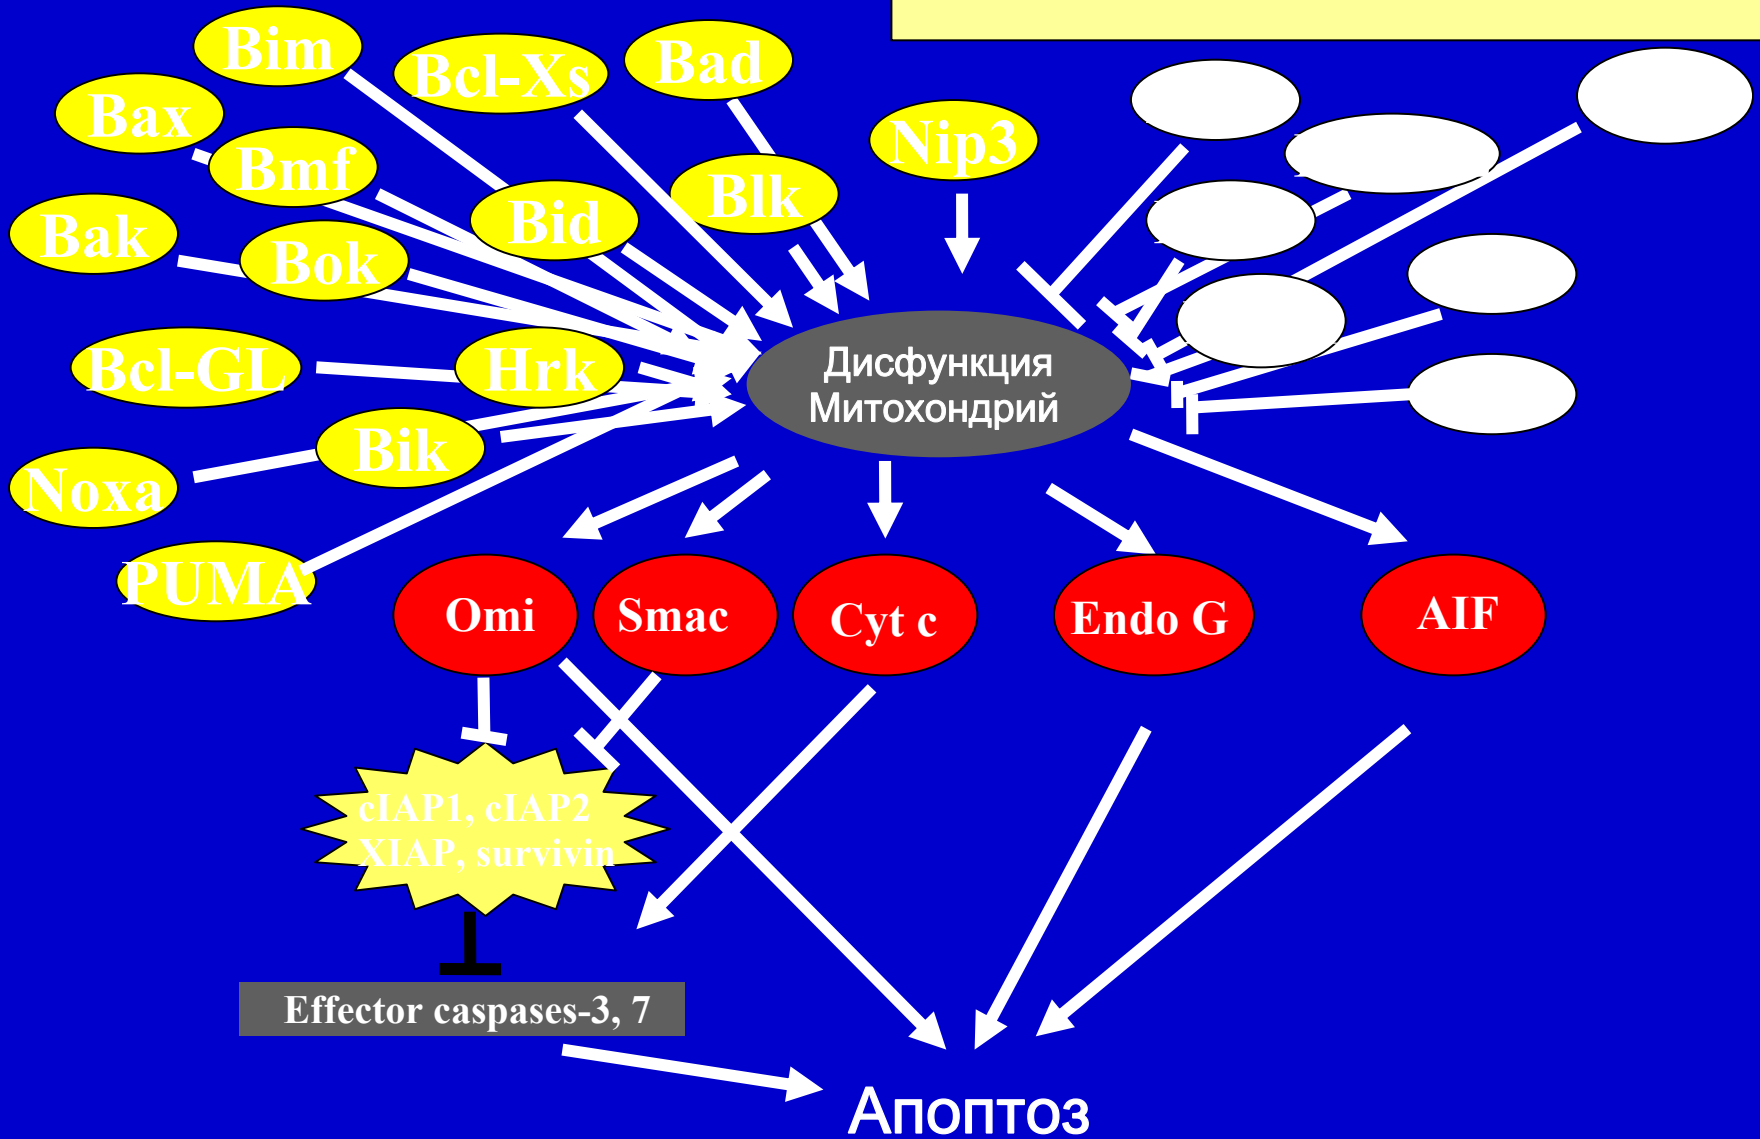 Bim
Bcl-Xs
Bad
Bax
Bmf
Nip3
Blk
Bid
Bak
Bok
Дисфункция
Митохондрий
Bcl-GL
Hrk
Bik
Noxa
PUMA
Omi
Smac
Cyt c
Endo G
AIF
cIAP1, cIAP2
XIAP, survivin
Effector caspases-3, 7
Апоптоз